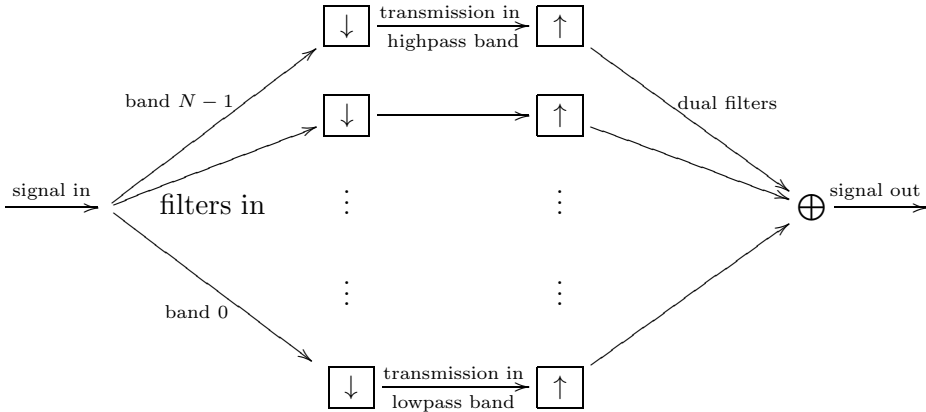 ↓ transmission in ↑
highpass band
band N − 1
↓ ↑ dual filters
signal in filters in ⋮ ⋮ ⊕ signal out
⋮ ⋮
band 0
↓ transmission in ↑
lowpass band